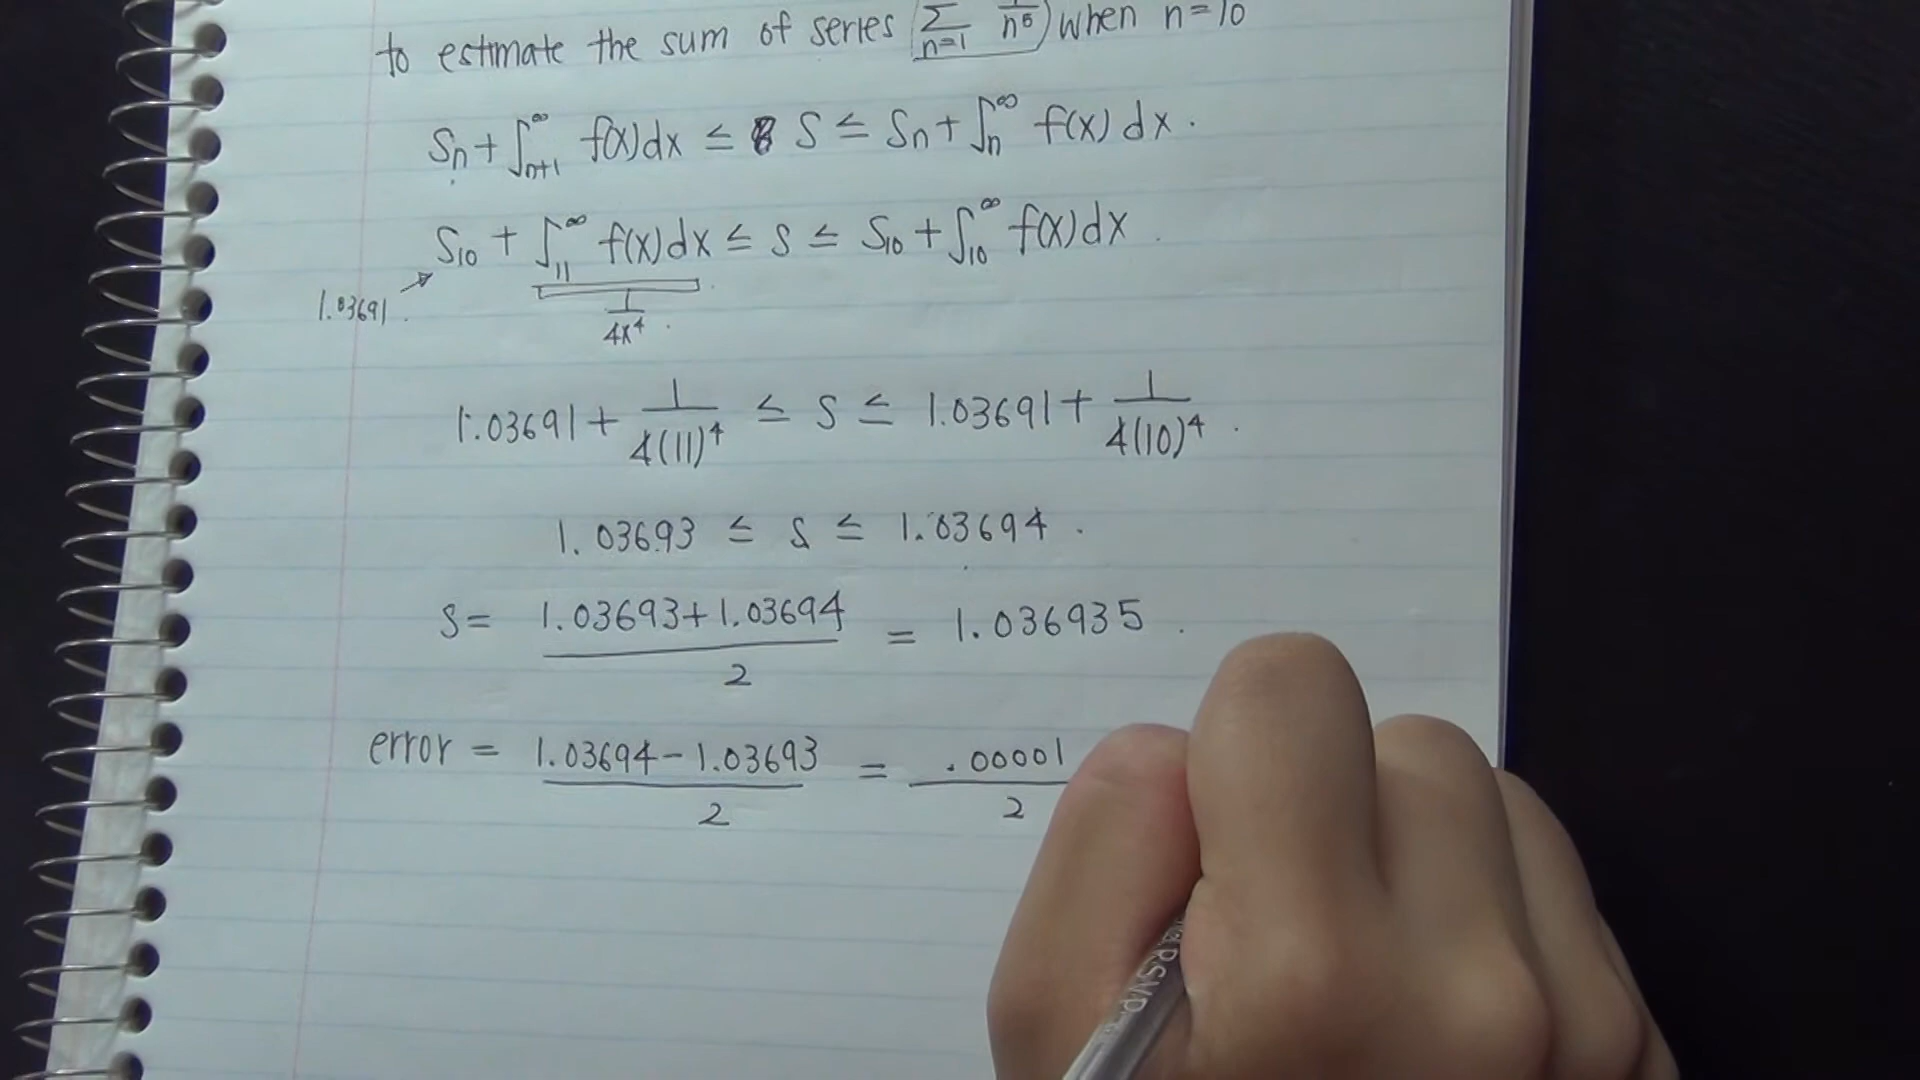 to estimate the sum of series (∑ n=1 1/n⁵) when n=10
Sn + ∫n+1^∞ f(x)dx ≤ S ≤ Sn + ∫n^∞ f(x) dx.
S10 + ∫11^∞ f(x)dx ≤ S ≤ S10 + ∫10^∞ f(x)dx
1.03691
1/4x⁴
1.03691 + 1/4(11)⁴ ≤ S ≤ 1.03691 + 1/4(10)⁴
1.03693 ≤ S ≤ 1.03694
S = 1.03693+1.03694/2 = 1.036935
error = 1.03694-1.03693/2 = .00001/2